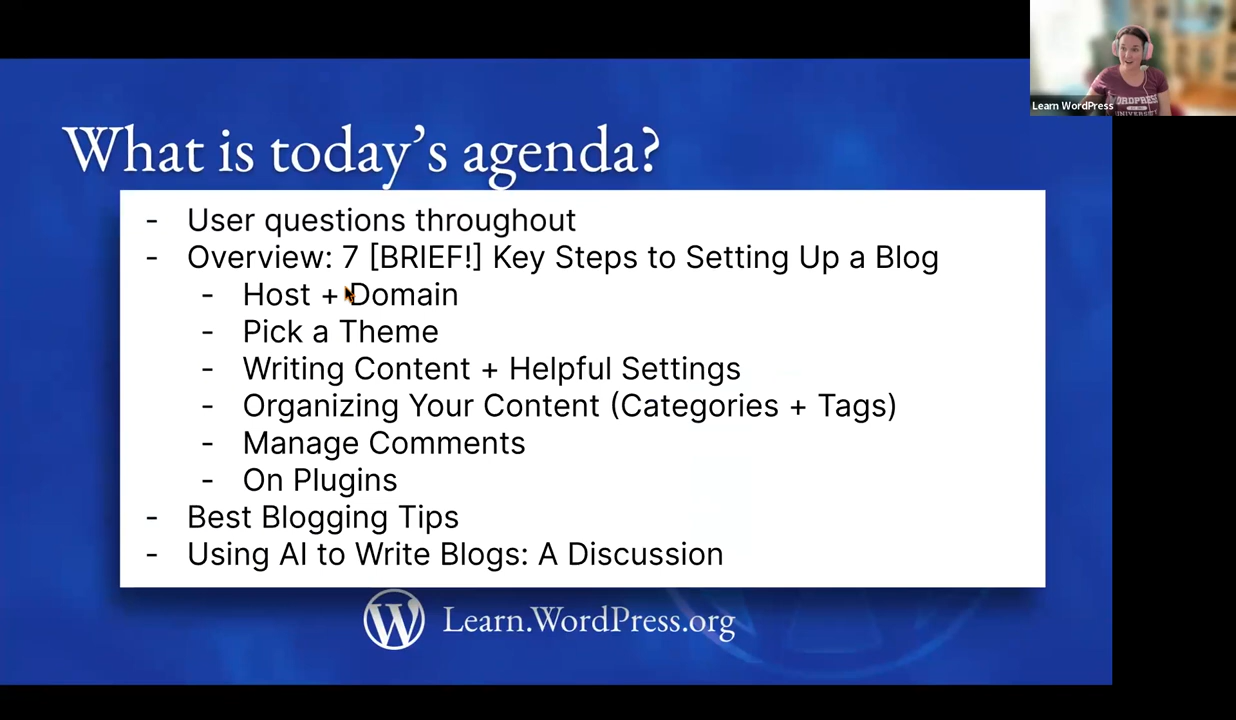 What is today's agenda?
- User questions throughout
- Overview: 7 [BRIEF!] Key Steps to Setting Up a Blog
- Host + Domain
- Pick a Theme
- Writing Content + Helpful Settings
- Organizing Your Content (Categories + Tags)
- Manage Comments
- On Plugins
- Best Blogging Tips
- Using AI to Write Blogs: A Discussion
Learn.WordPress.org
Learn WordPress
WORDPRESS
UNIVERSITY